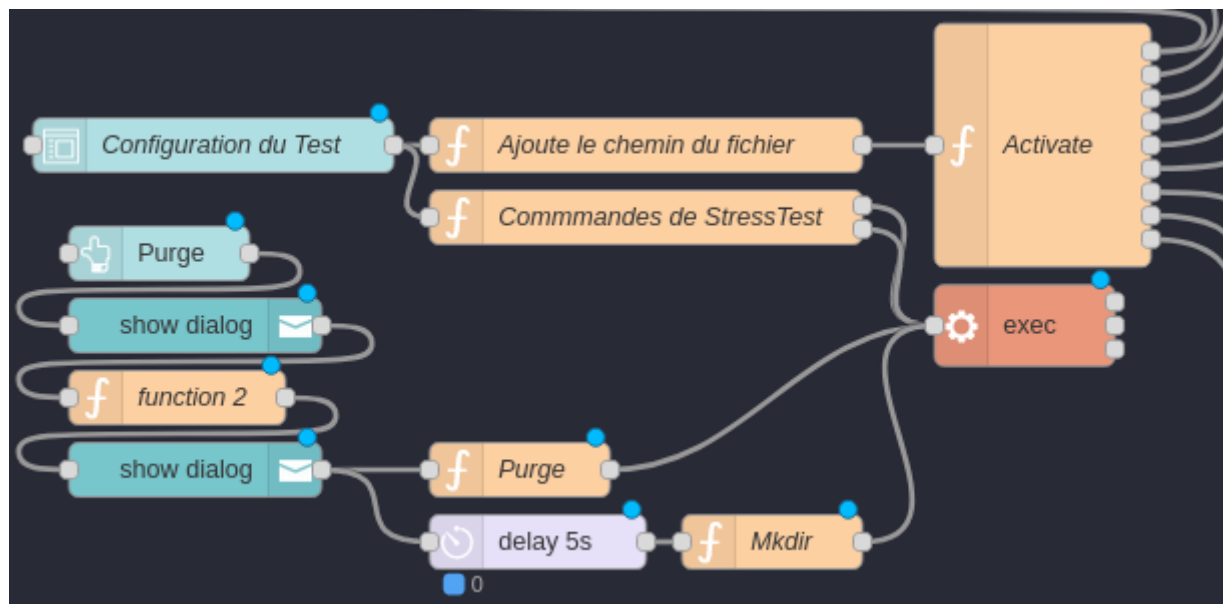 Configuration du Test
Ajoute le chemin du fichier
Activate
Commmandes de StressTest
Purge
show dialog
exec
function 2
show dialog
Purge
delay 5s
Mkdir
0